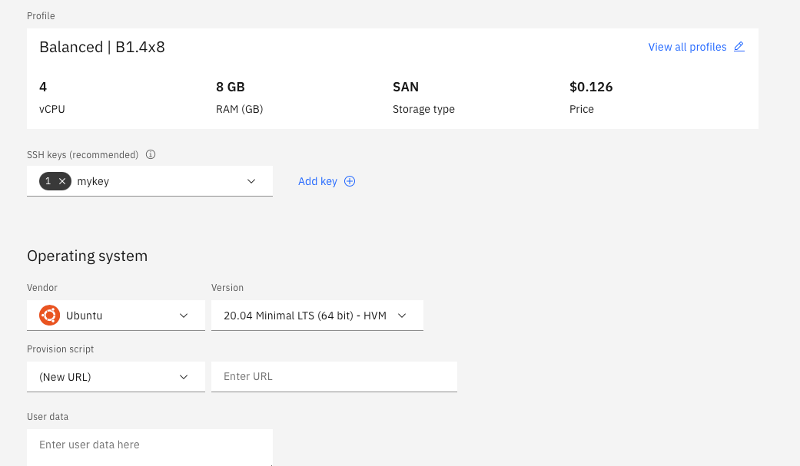 Profile
Balanced | B1.4x8
View all profiles
4
8 GB
SAN
$0.126
vCPU
RAM (GB)
Storage type
Price
SSH keys (recommended)
1 × mykey
Add key
Operating system
Vendor
Version
Ubuntu
20.04 Minimal LTS (64 bit) - HVM
Provision script
(New URL)
Enter URL
User data
Enter user data here